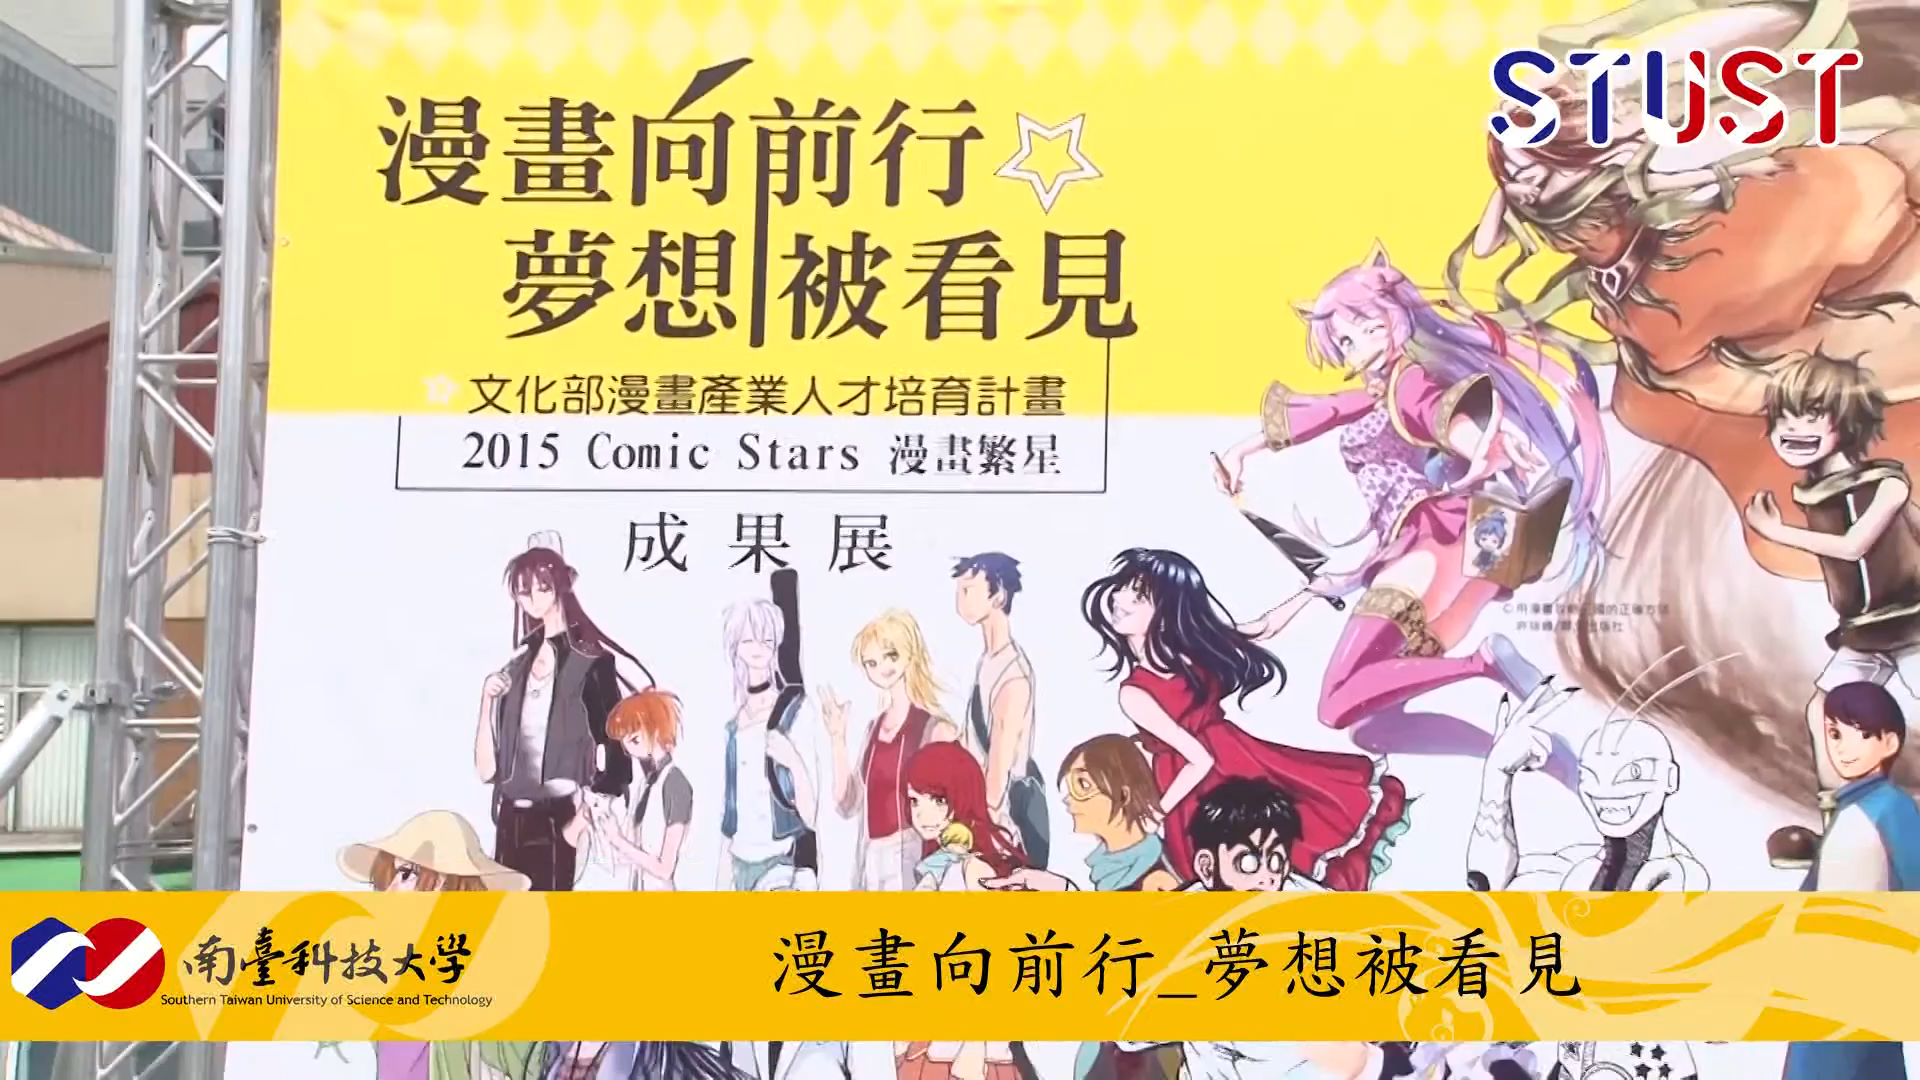 STUST
漫畫向前行
夢想被看見
文化部漫畫產業人才培育計畫
2015 Comic Stars 漫畫繁星
成果展
南臺科技大學
Southern Taiwan University of Science and Technology
漫畫向前行_夢想被看見